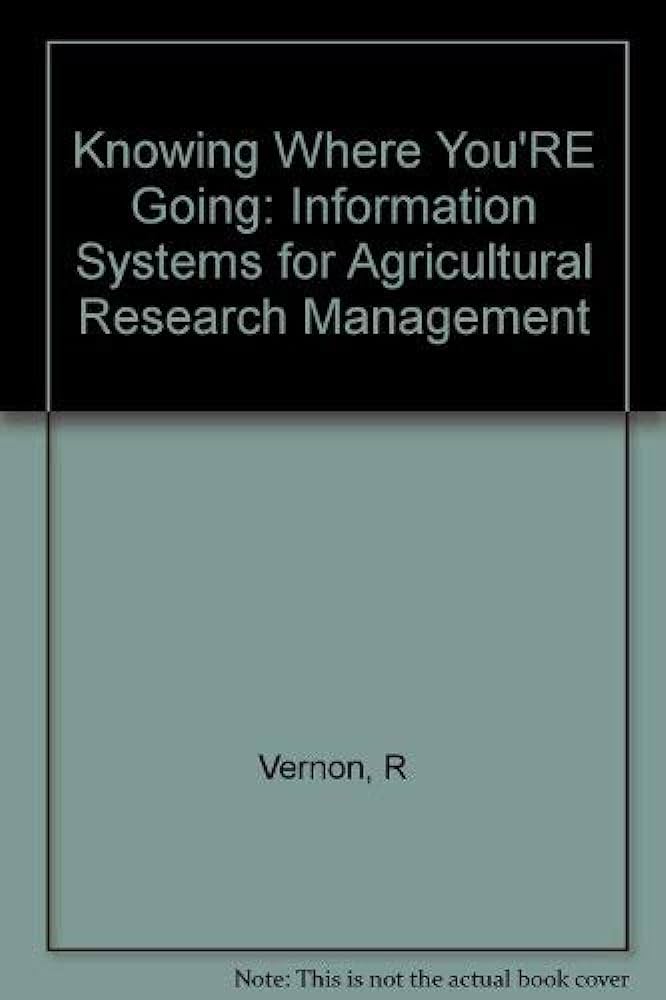 Knowing Where You'RE
Going: Information
Systems for Agricultural
Research Management
Vernon, R
Note: This is not the actual book cover